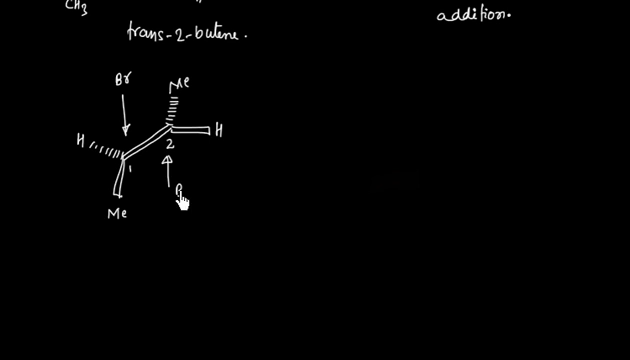 CH3
addition.
trans-2-butene.
Br
Me
H
H
2
1
Me